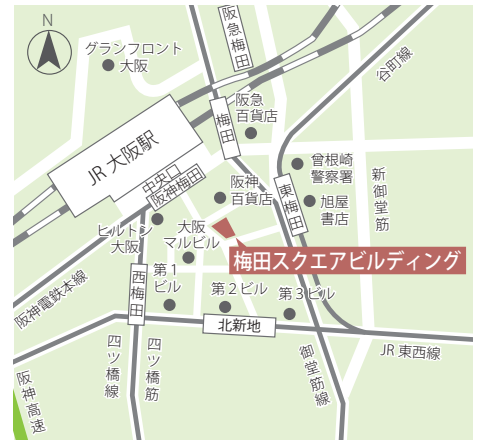 N
グランフロント
大阪
阪急梅田
谷町線
阪急
百貨店
梅田
JR 大阪駅
中央口
阪神梅田
曾根崎
警察署
新御堂筋
阪神
百貨店
東梅田
旭屋
書店
ヒルトン
大阪
大阪
マルビル
梅田スクエアビルディング
阪神電鉄本線
西梅田
第1
ビル
第2ビル
第3ビル
北新地
JR 東西線
四ツ橋線
四ツ橋筋
御堂筋線
阪神高速